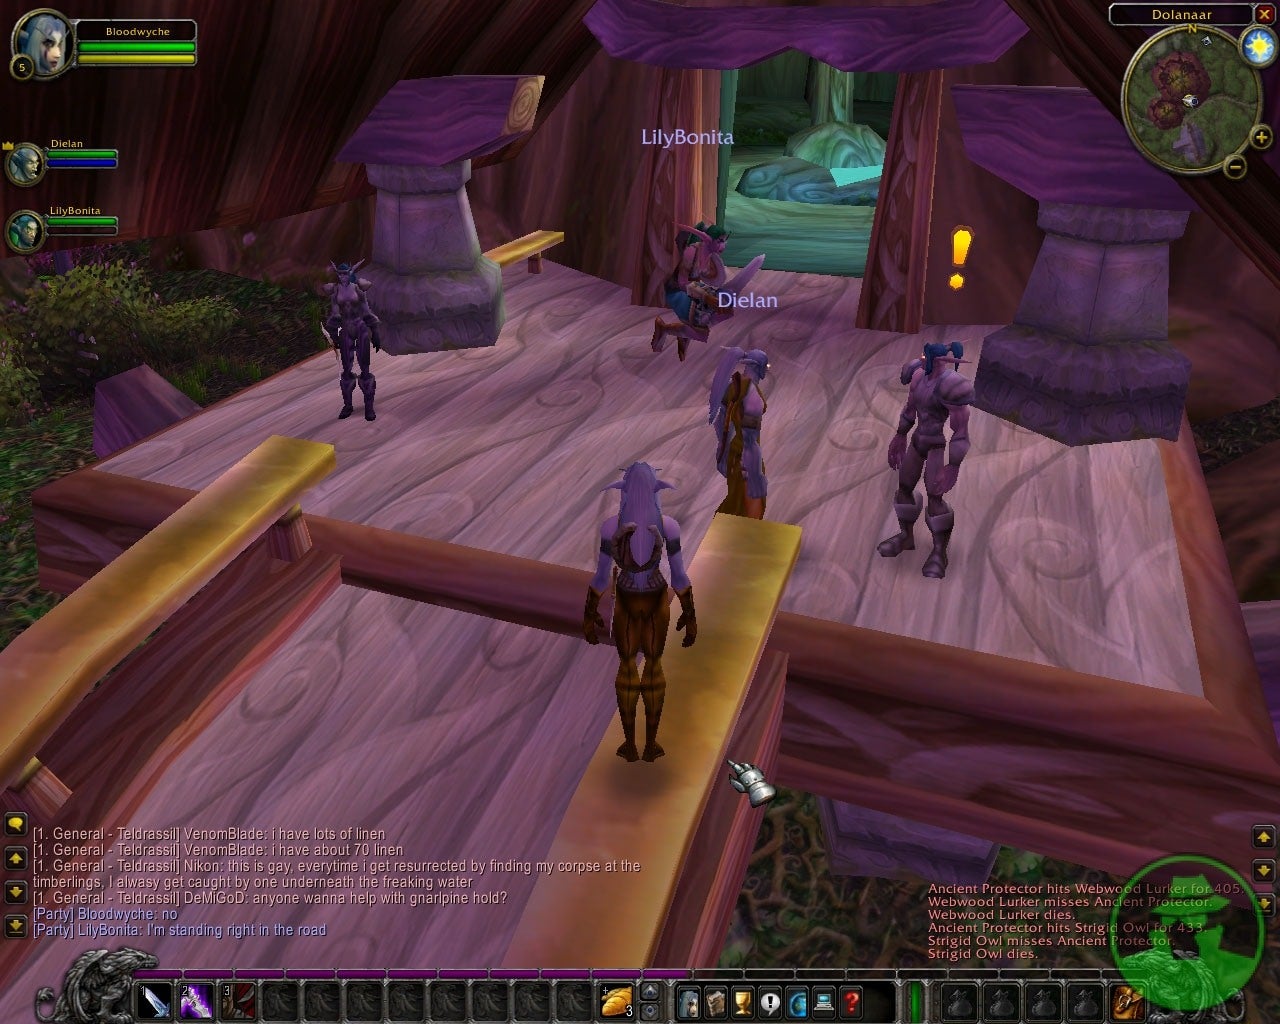 Bloodwyche
5
Dolanaar
N
Dielan
LilyBonita
LilyBonita
Dielan
[1. General - Teldrassil] VenomBlade: i have lots of linen
[1. General - Teldrassil] VenomBlade: i have about 70 linen
[1. General - Teldrassil] Nikon: this is gay, everytime i get resurrected by finding my corpse at the
timberlings, I alwasy get caught by one underneath the freaking water
[1. General - Teldrassil] DeMiGoD: anyone wanna help with gnarlpine hold?
[Party] Bloodwyche: no
[Party] LilyBonita: I'm standing right in the road
Ancient Protector hits Webwood Lurker for 405.
Webwood Lurker misses Ancient Protector.
Webwood Lurker dies.
Ancient Protector hits Strigid Owl for 433.
Strigid Owl misses Ancient Protector.
Strigid Owl dies.
1 2 3 + 3